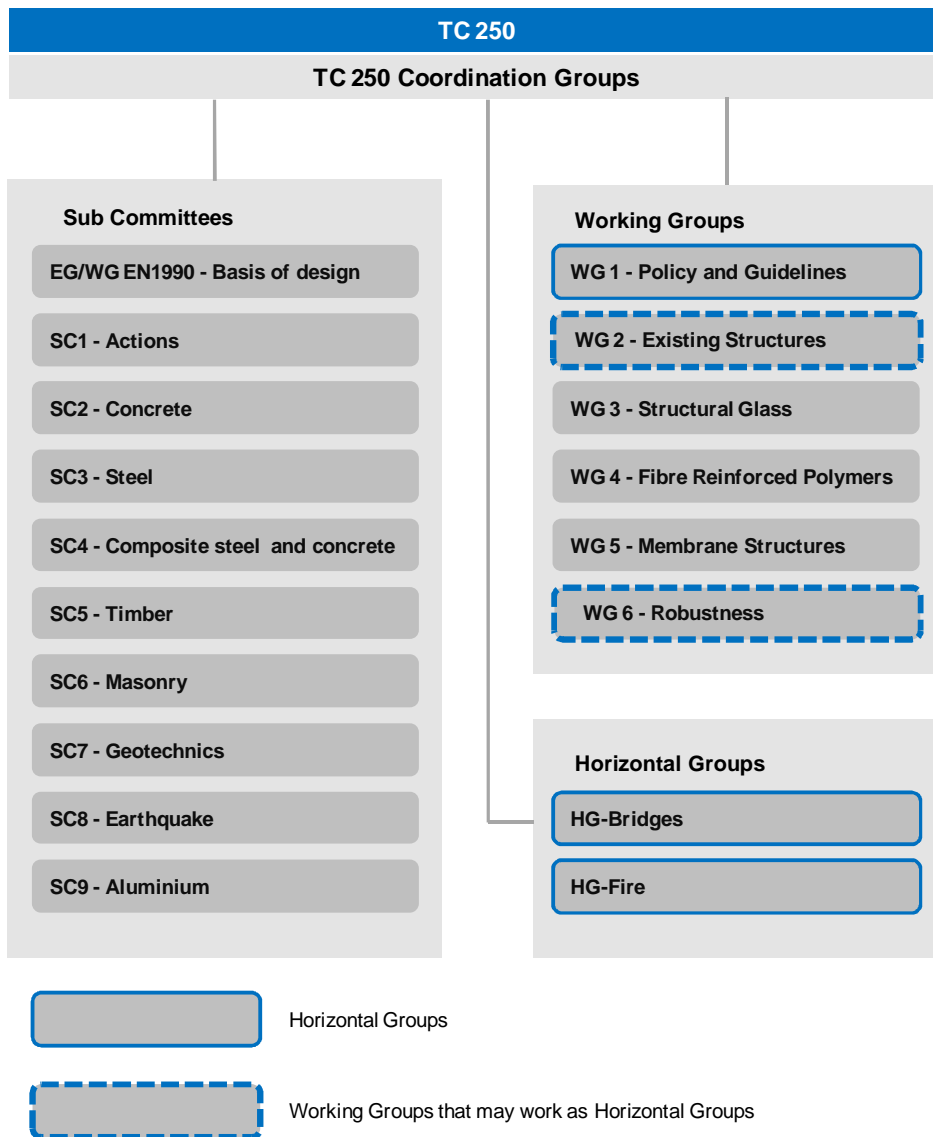 TC 250
TC 250 Coordination Groups
Sub Committees
EG/WG EN1990 - Basis of design
SC1 - Actions
SC2 - Concrete
SC3 - Steel
SC4 - Composite steel and concrete
SC5 - Timber
SC6 - Masonry
SC7 - Geotechnics
SC8 - Earthquake
SC9 - Aluminium
Working Groups
WG 1 - Policy and Guidelines
WG 2 - Existing Structures
WG 3 - Structural Glass
WG 4 - Fibre Reinforced Polymers
WG 5 - Membrane Structures
WG 6 - Robustness
Horizontal Groups
HG-Bridges
HG-Fire
Horizontal Groups
Working Groups that may work as Horizontal Groups